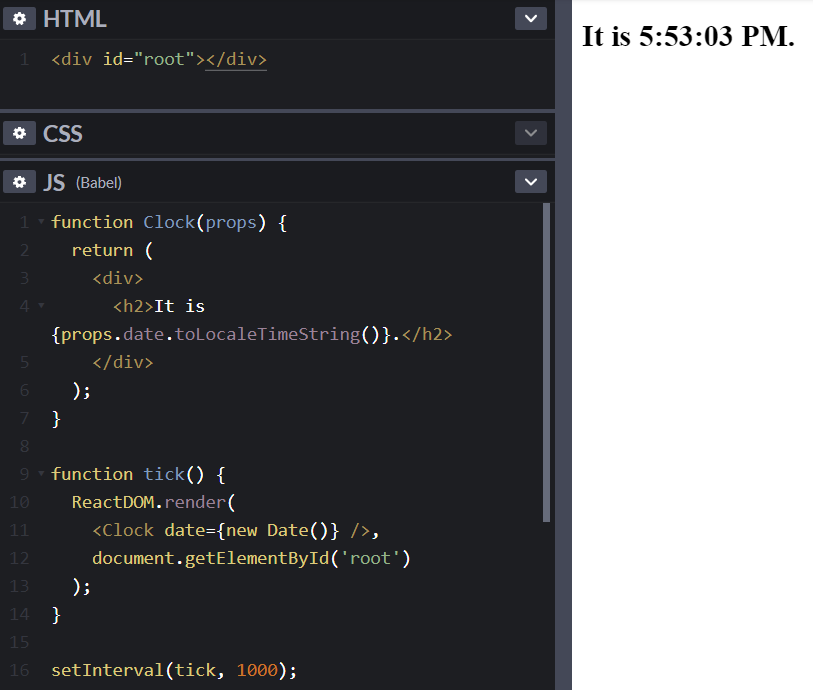 HTML
1 <div id="root"></div>
CSS
JS (Babel)
1 function Clock(props) {
2   return (
3     <div>
4       <h2>It is
{props.date.toLocaleTimeString()}.</h2>
5     </div>
6   );
7 }
8
9 function tick() {
10   ReactDOM.render(
11     <Clock date={new Date()} />,
12     document.getElementById('root')
13   );
14 }
15
16 setInterval(tick, 1000);
It is 5:53:03 PM.